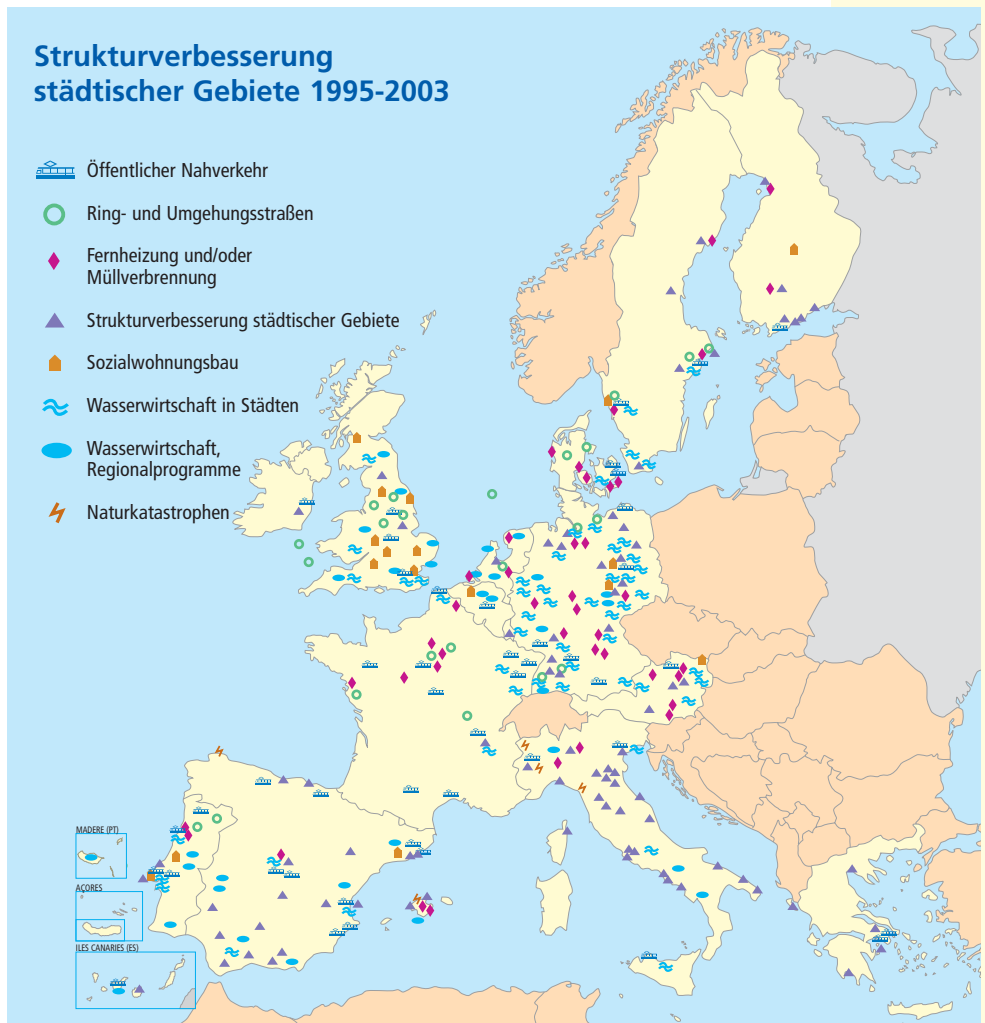 Strukturverbesserung
städtischer Gebiete 1995-2003
Öffentlicher Nahverkehr
Ring- und Umgehungsstraßen
Fernheizung und/oder
Müllverbrennung
Strukturverbesserung städtischer Gebiete
Sozialwohnungsbau
Wasserwirtschaft in Städten
Wasserwirtschaft,
Regionalprogramme
Naturkatastrophen
MADERE (PT)
AÇORES
ILES CANARIES (ES)